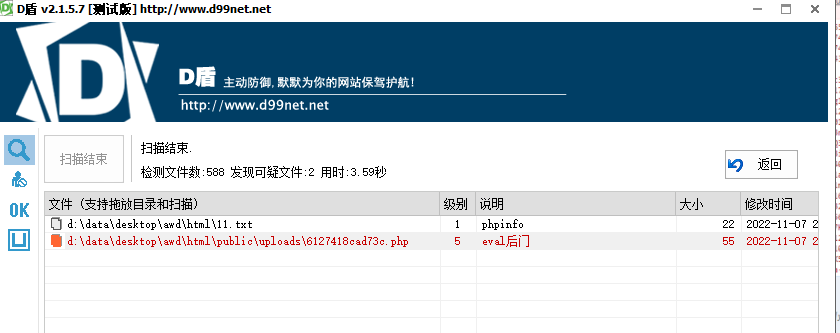 D盾 v2.1.5.7 [测试版] http://www.d99net.net
D
D盾 主动防御,默默为你的网站保驾护航!
http://www.d99net.net
扫描结束
扫描结束.
检测文件数:588 发现可疑文件:2 用时:3.59秒
返回
OK
文件（支持拖放目录和扫描） 级别 说明 大小 修改时间
d:\data\desktop\awd\html\11.txt 1 phpinfo 22 2022-11-07 2
d:\data\desktop\awd\html\public\uploads\6127418cad73c.php 5 eval后门 55 2022-11-07 2